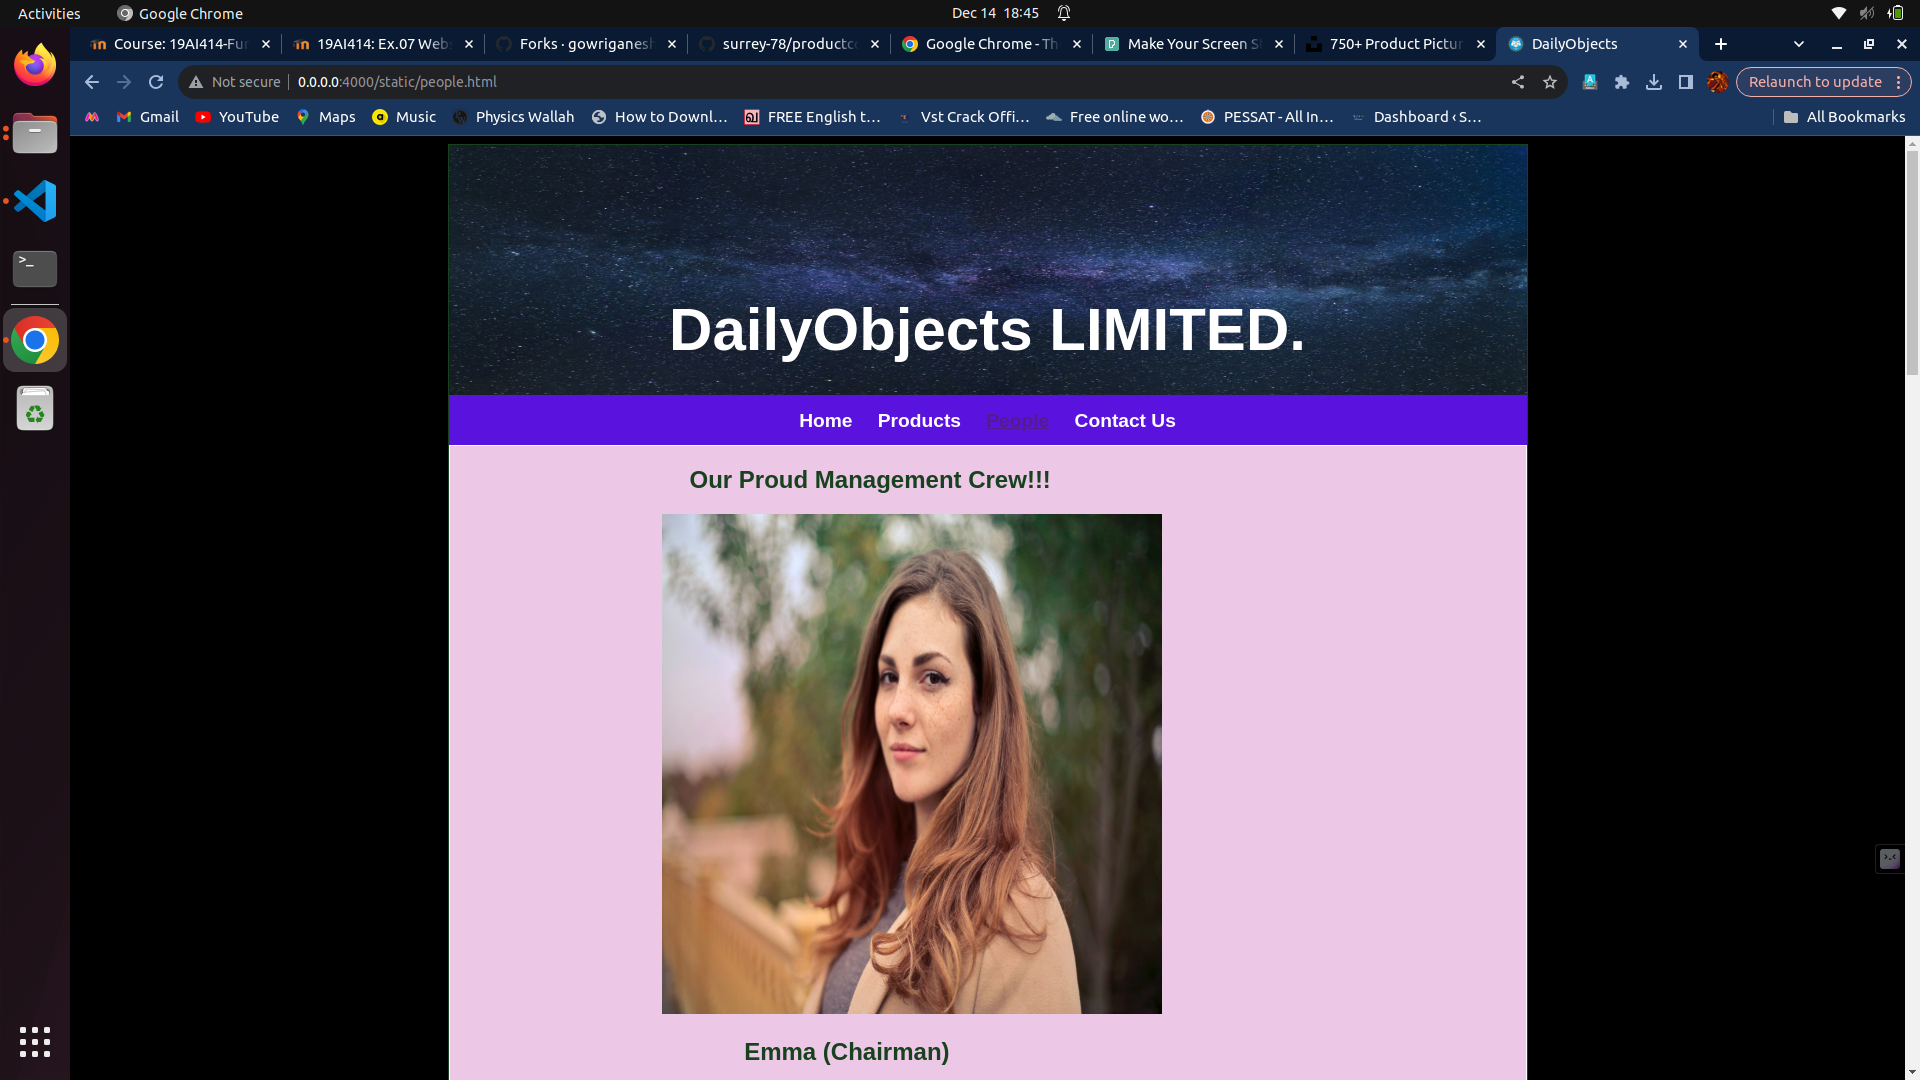 Activities Google Chrome Dec 14 18:45
Course: 19AI414-Fur 19AI414: Ex.07 Webs Forks · gowriganesh surrey-78/productco Google Chrome - Th Make Your Screen S 750+ Product Pictur DailyObjects
Not secure 0.0.0.0:4000/static/people.html Relaunch to update
Gmail YouTube Maps Music Physics Wallah How to Downl... FREE English t... Vst Crack Offi... Free online wo... PESSAT - All In... Dashboard ‹ S... All Bookmarks
DailyObjects LIMITED.
Home Products People Contact Us
Our Proud Management Crew!!!
Emma (Chairman)